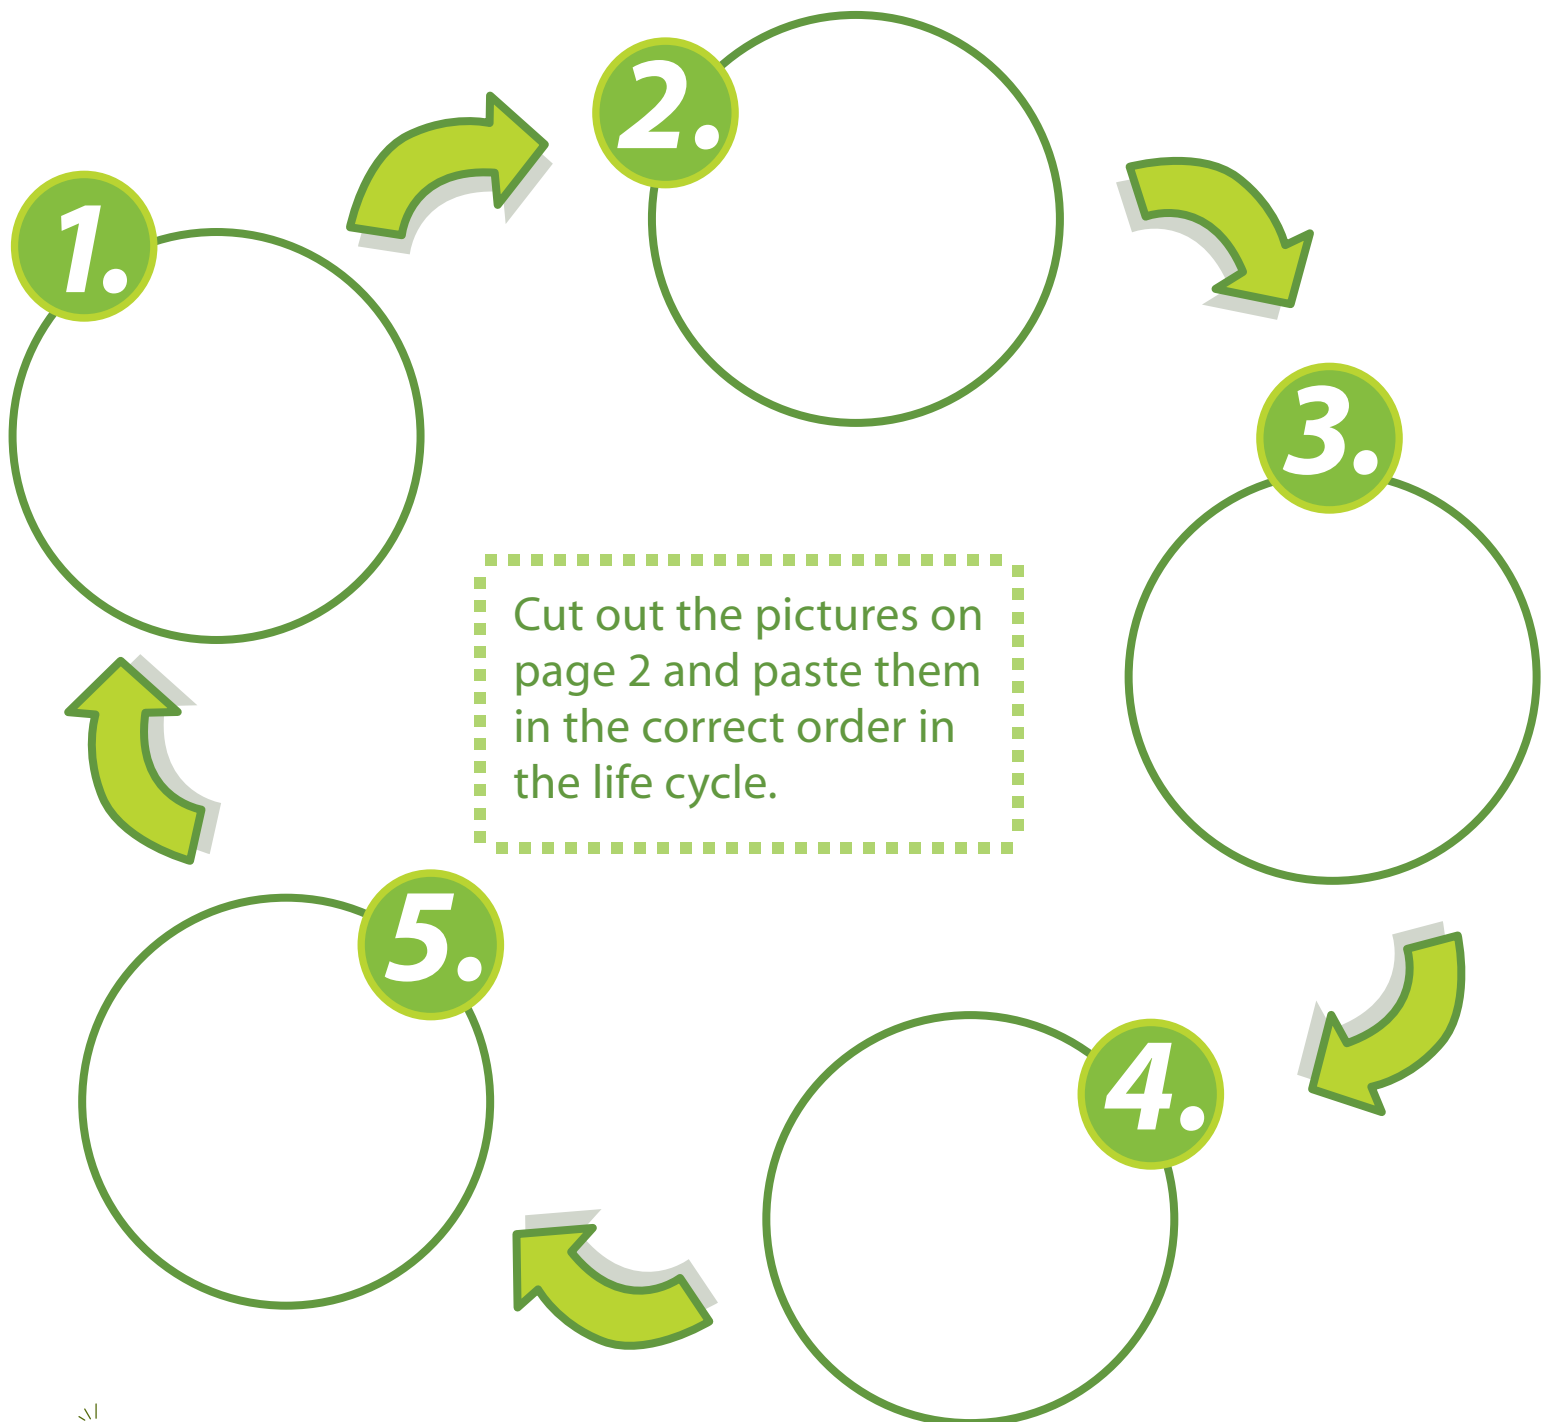 1.
2.
3.
Cut out the pictures on
page 2 and paste them
in the correct order in
the life cycle.
5.
4.